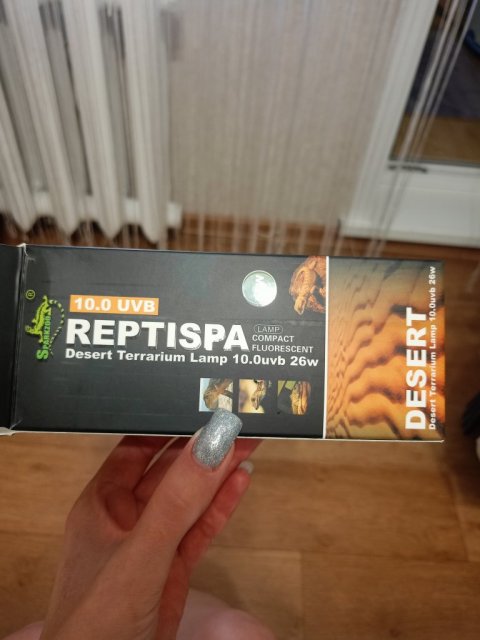 ®
SPARKZOO
10.0 UVB
REPTISPA
LAMP
COMPACT
FLUORESCENT
Desert Terrarium Lamp 10.0uvb 26w
DESERT
Desert Terrarium Lamp 10.0uvb 26w